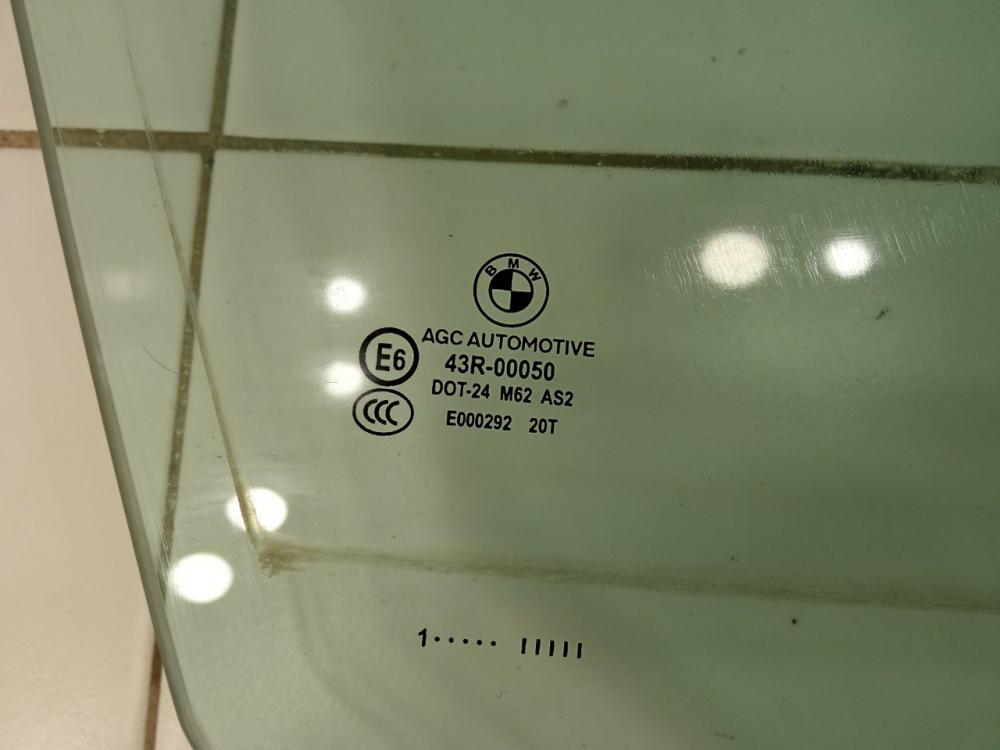 BMW
AGC AUTOMOTIVE
E6
43R-00050
DOT-24 M62 AS2
CCC
E000292 20T
1····· IIIII